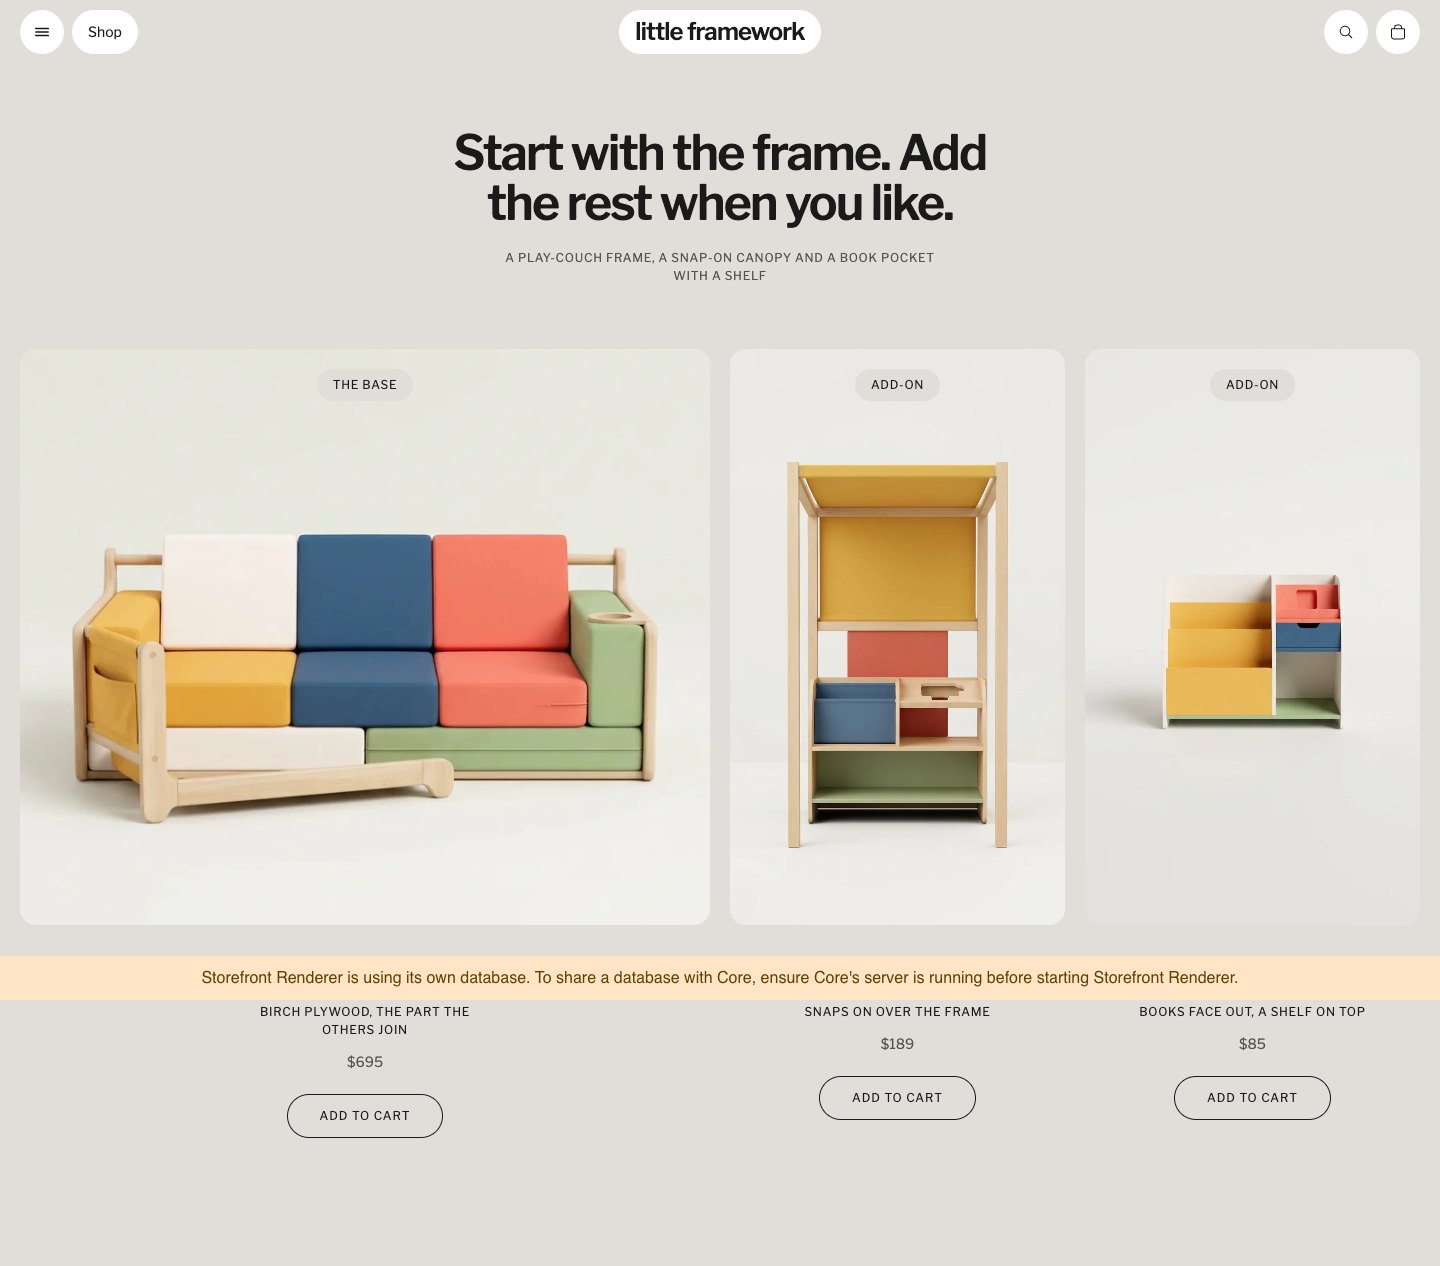 Shop
little framework
Start with the frame. Add
the rest when you like.
A PLAY-COUCH FRAME, A SNAP-ON CANOPY AND A BOOK POCKET
WITH A SHELF
THE BASE
ADD-ON
ADD-ON
Storefront Renderer is using its own database. To share a database with Core, ensure Core's server is running before starting Storefront Renderer.
BIRCH PLYWOOD, THE PART THE
OTHERS JOIN
$695
ADD TO CART
SNAPS ON OVER THE FRAME
$189
ADD TO CART
BOOKS FACE OUT, A SHELF ON TOP
$85
ADD TO CART